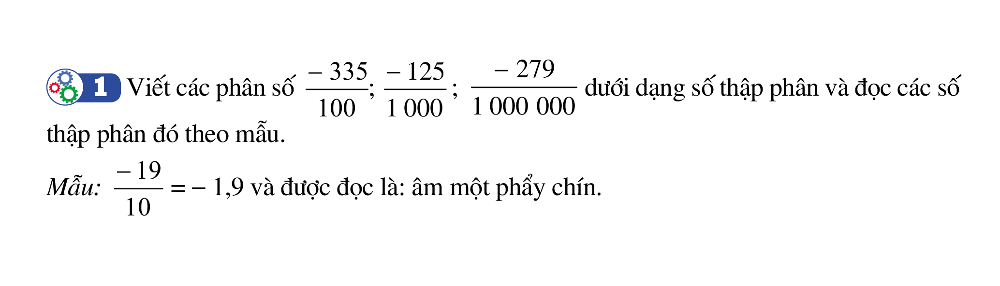 1 Viết các phân số \frac{-335}{100}; \frac{-125}{1 000}; \frac{-279}{1 000 000} dưới dạng số thập phân và đọc các số
thập phân đó theo mẫu.
Mẫu: \frac{-19}{10} = – 1,9 và được đọc là: âm một phẩy chín.